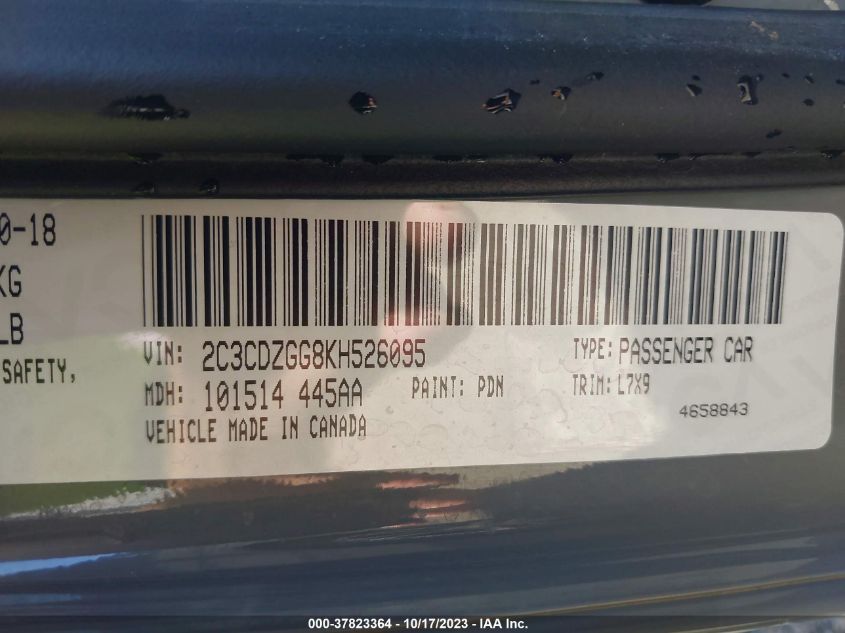 0-18
KG
LB
SAFETY,
VIN: 2C3CDZGG8KH526095 TYPE: PASSENGER CAR
MDH: 101514 445AA PAINT: PDN TRIM: L7X9
VEHICLE MADE IN CANADA 4658843
000-37823364 | 10/17/2023 - IAA Inc.